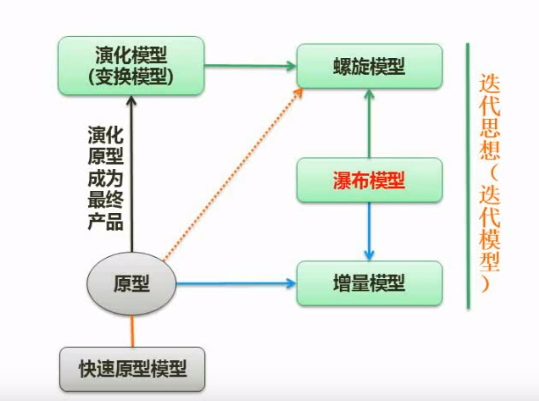 演化模型
(变换模型)
螺旋模型
演化
原型
成为
最终
产品
瀑布模型
原型
增量模型
快速原型模型
迭代思想（迭代模型）